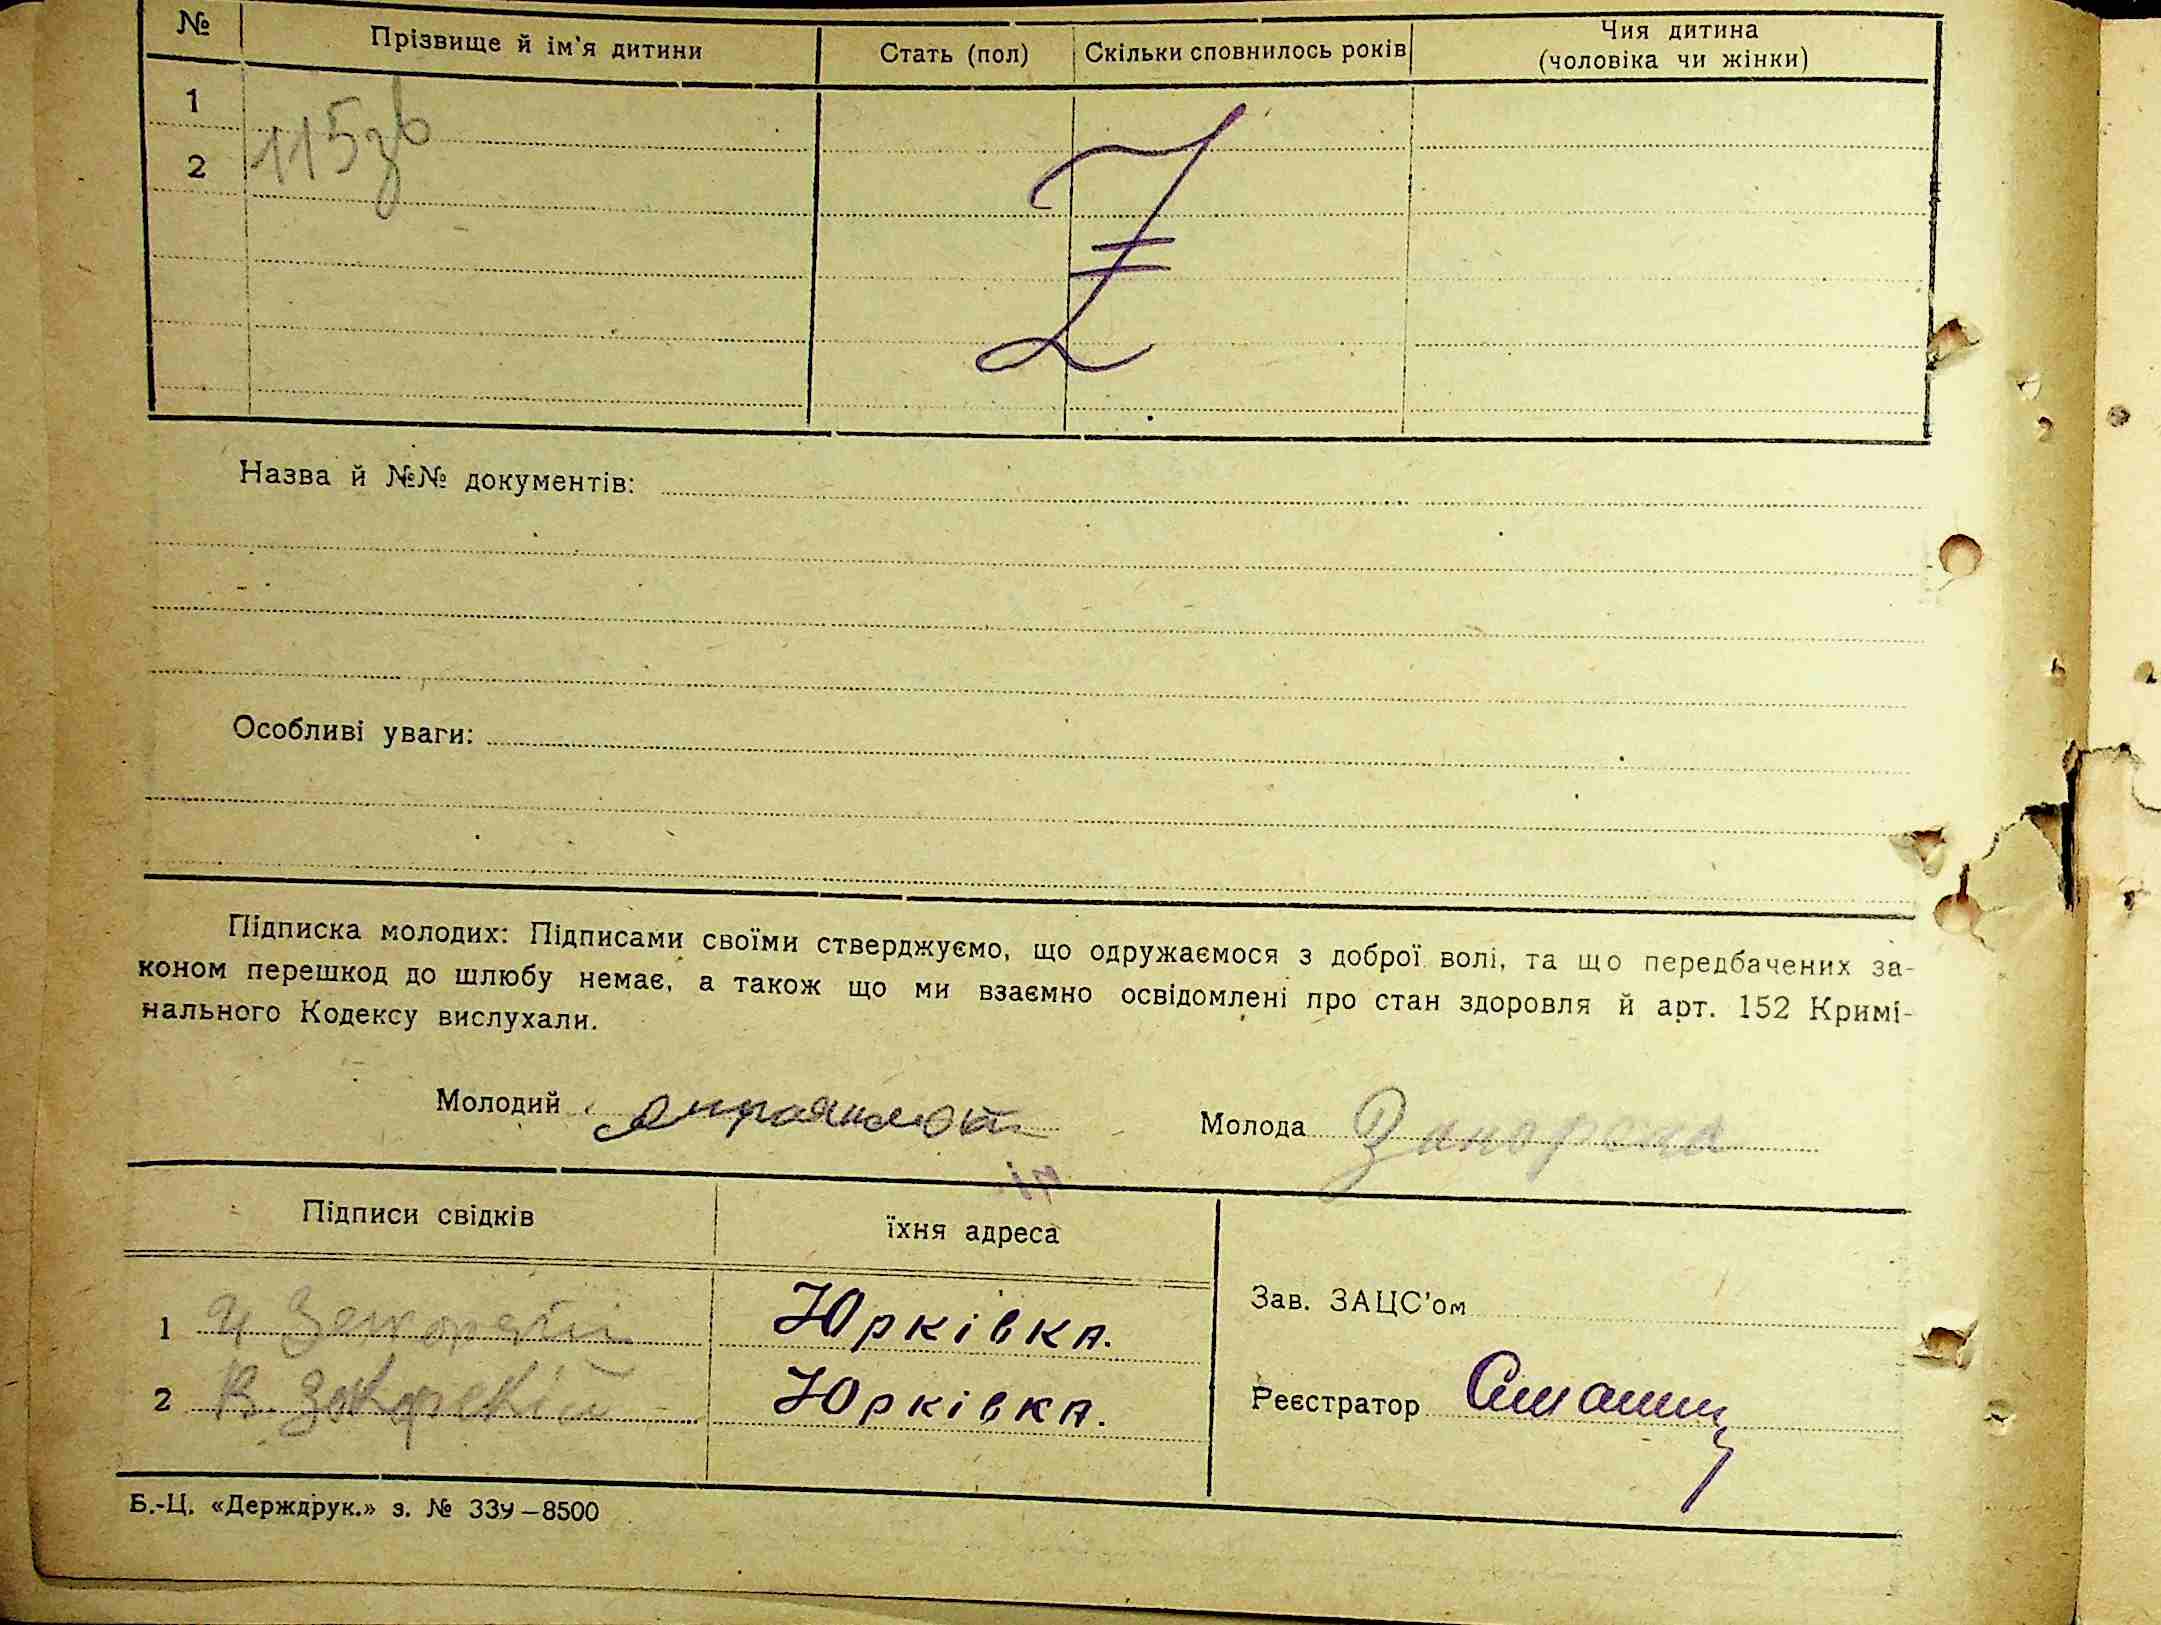 № Прізвище й ім'я дитини Стать (пол) Скільки сповнилось років Чия дитина (чоловіка чи жінки)
1
2 115зв
Z
Назва й №№ документів:
Особливі уваги:
Підписка молодих: Підписами своїми стверджуємо, що одружаємося з доброї волі, та що передбачених за-
коном перешкод до шлюбу немає, а також що ми взаємно освідомлені про стан здоровля й арт. 152 Кримі-
нального Кодексу вислухали.
Молодий Молода
Підписи свідків їхня адреса
Зав. ЗАЦС'ом
1 Юрківка.
2 Юрківка.
Реєстратор
Б.-Ц. «Держдрук.» з. № 339—8500